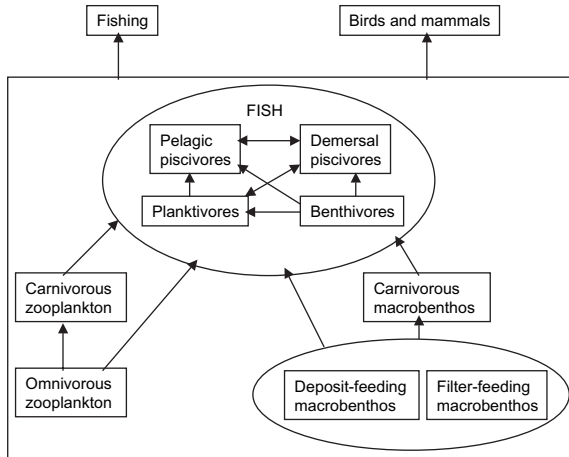 Fishing
Birds and mammals
FISH
Pelagic
piscivores
Demersal
piscivores
Planktivores
Benthivores
Carnivorous
zooplankton
Carnivorous
macrobenthos
Omnivorous
zooplankton
Deposit-feeding
macrobenthos
Filter-feeding
macrobenthos